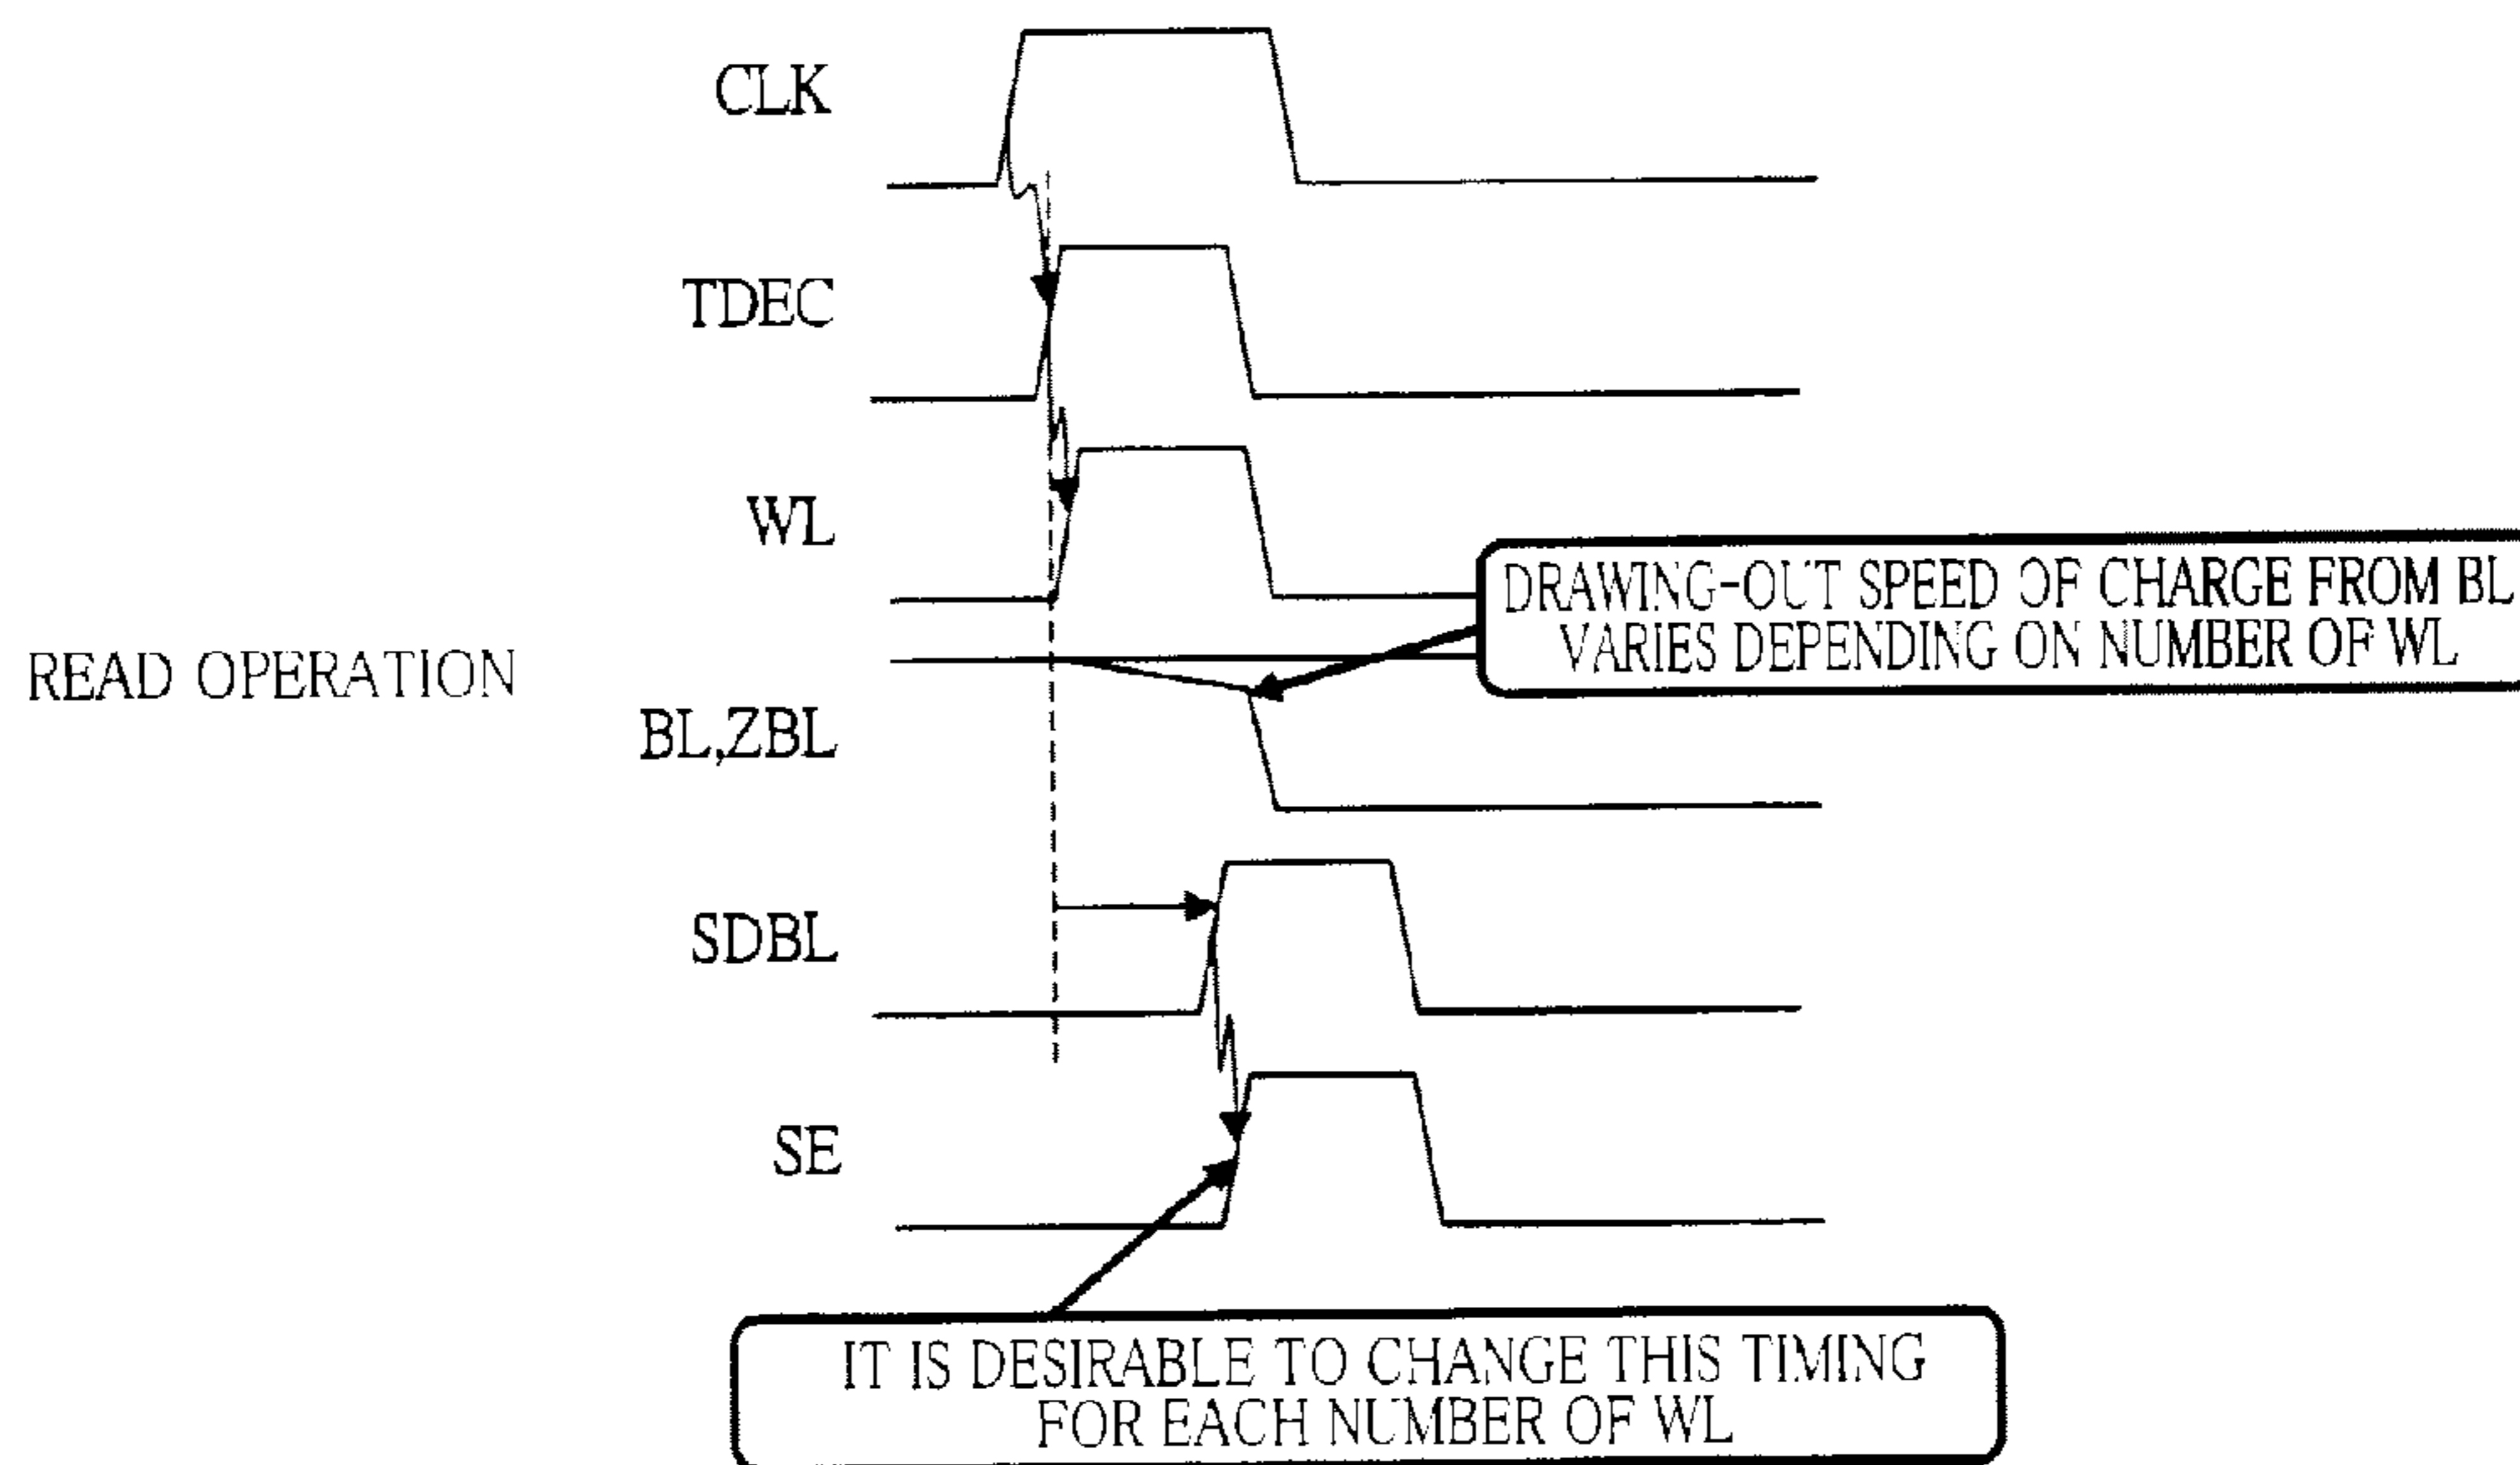 CLK
TDEC
WL
DRAWING-OUT SPEED OF CHARGE FROM BL
VARIES DEPENDING ON NUMBER OF WL
READ OPERATION
BL,ZBL
SDBL
SE
IT IS DESIRABLE TO CHANGE THIS TIMING
FOR EACH NUMBER OF WL